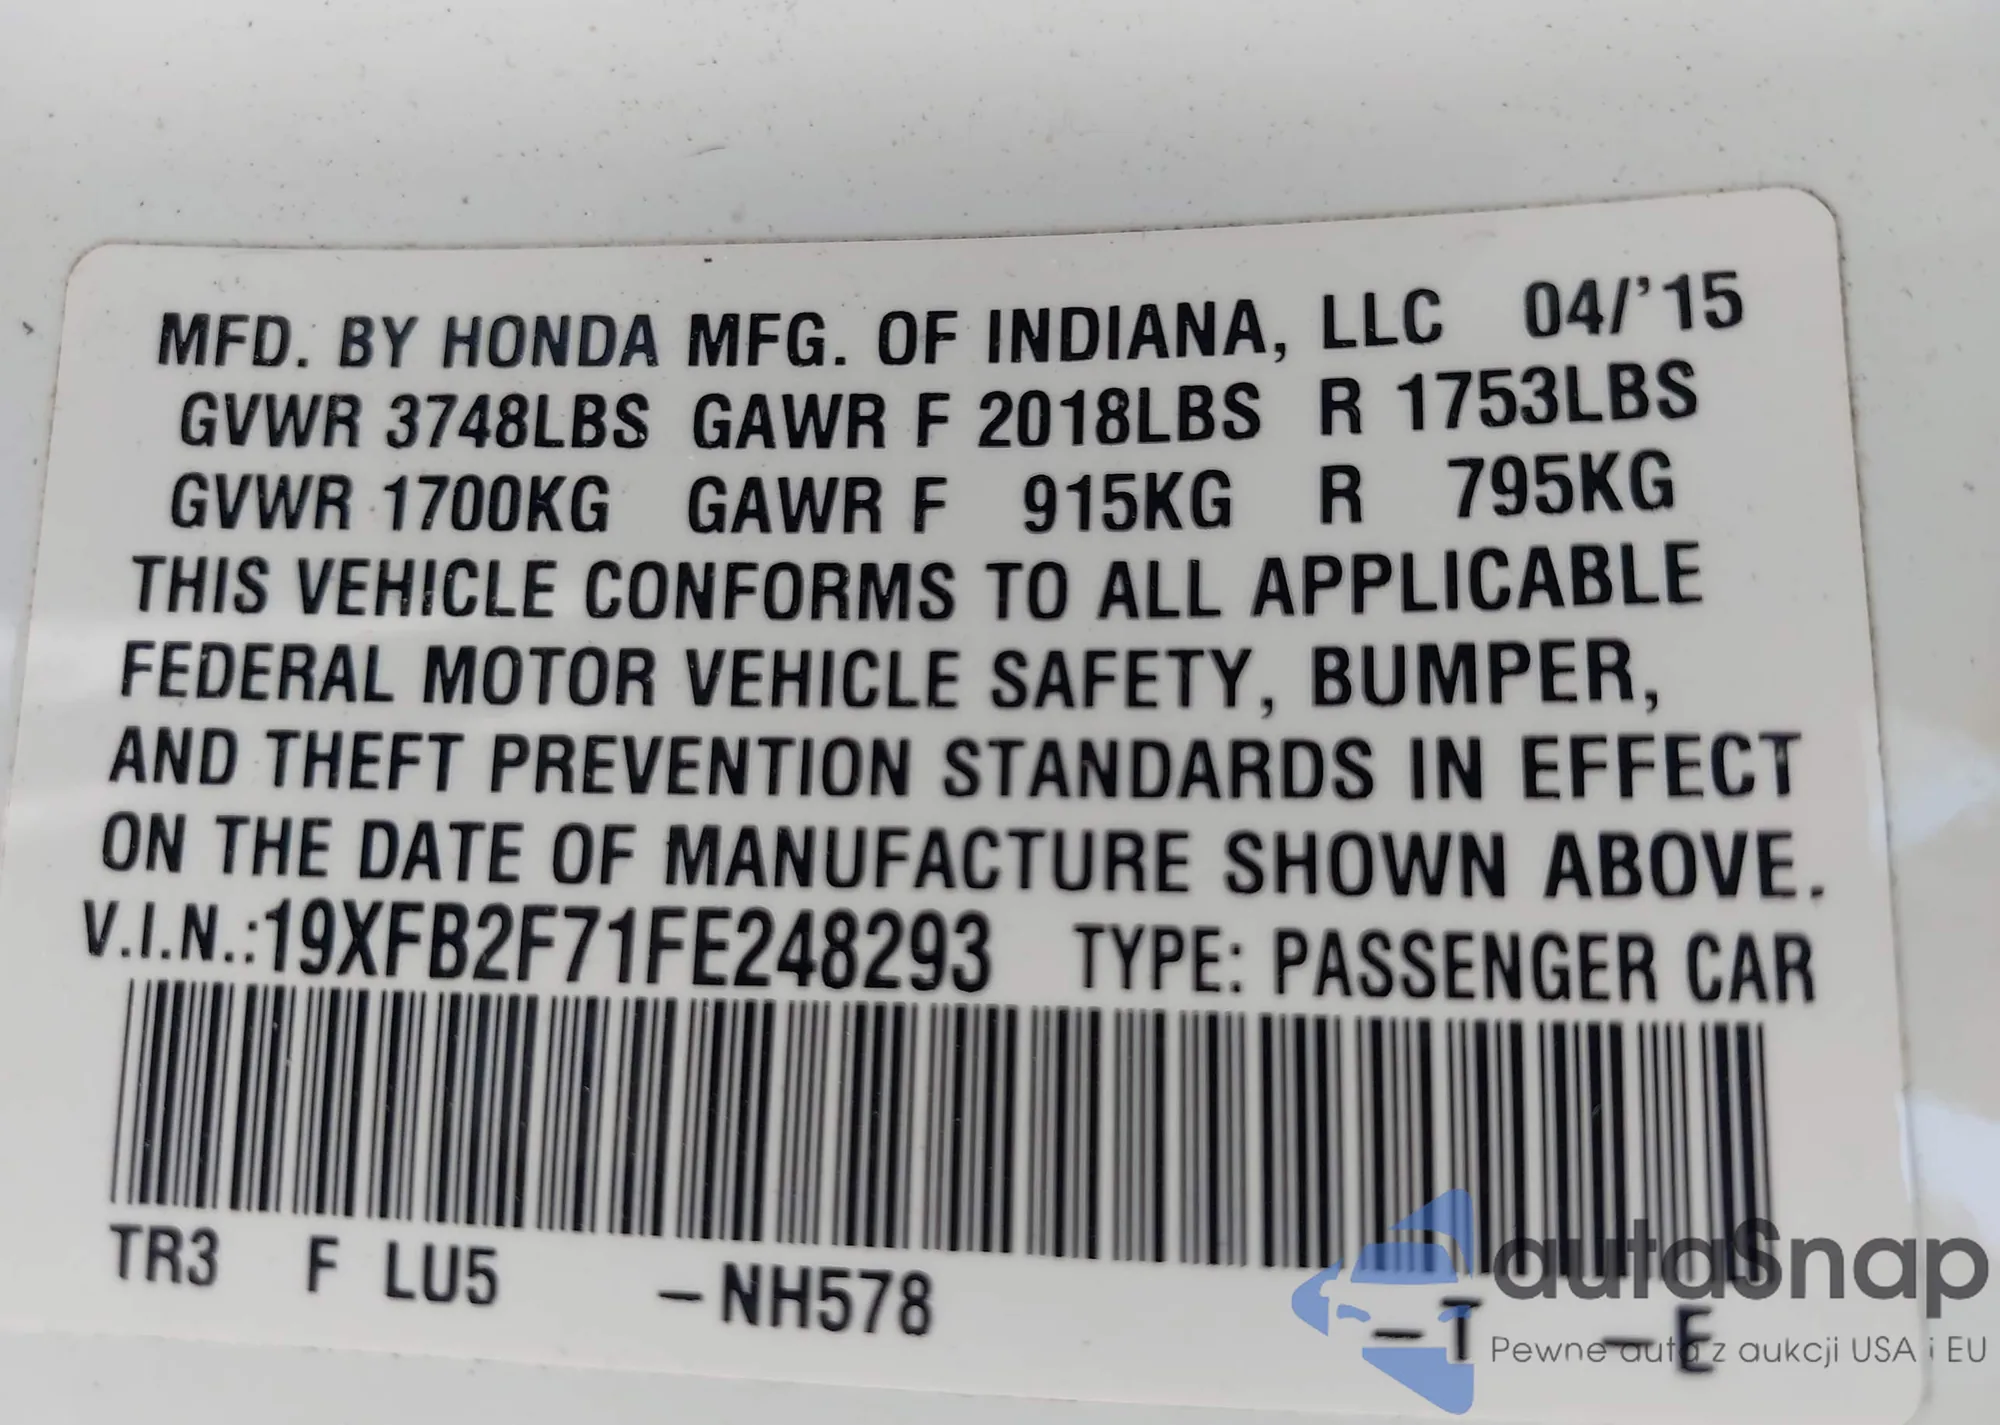 MFD. BY HONDA MFG. OF INDIANA, LLC 04/'15
GVWR 3748LBS GAWR F 2018LBS R 1753LBS
GVWR 1700KG GAWR F 915KG R 795KG
THIS VEHICLE CONFORMS TO ALL APPLICABLE
FEDERAL MOTOR VEHICLE SAFETY, BUMPER,
AND THEFT PREVENTION STANDARDS IN EFFECT
ON THE DATE OF MANUFACTURE SHOWN ABOVE.
V.I.N.:19XFB2F71FE248293 TYPE: PASSENGER CAR
TR3 F LU5 -NH578 -T -E
autaSnap
Pewne auta z aukcji USA i EU